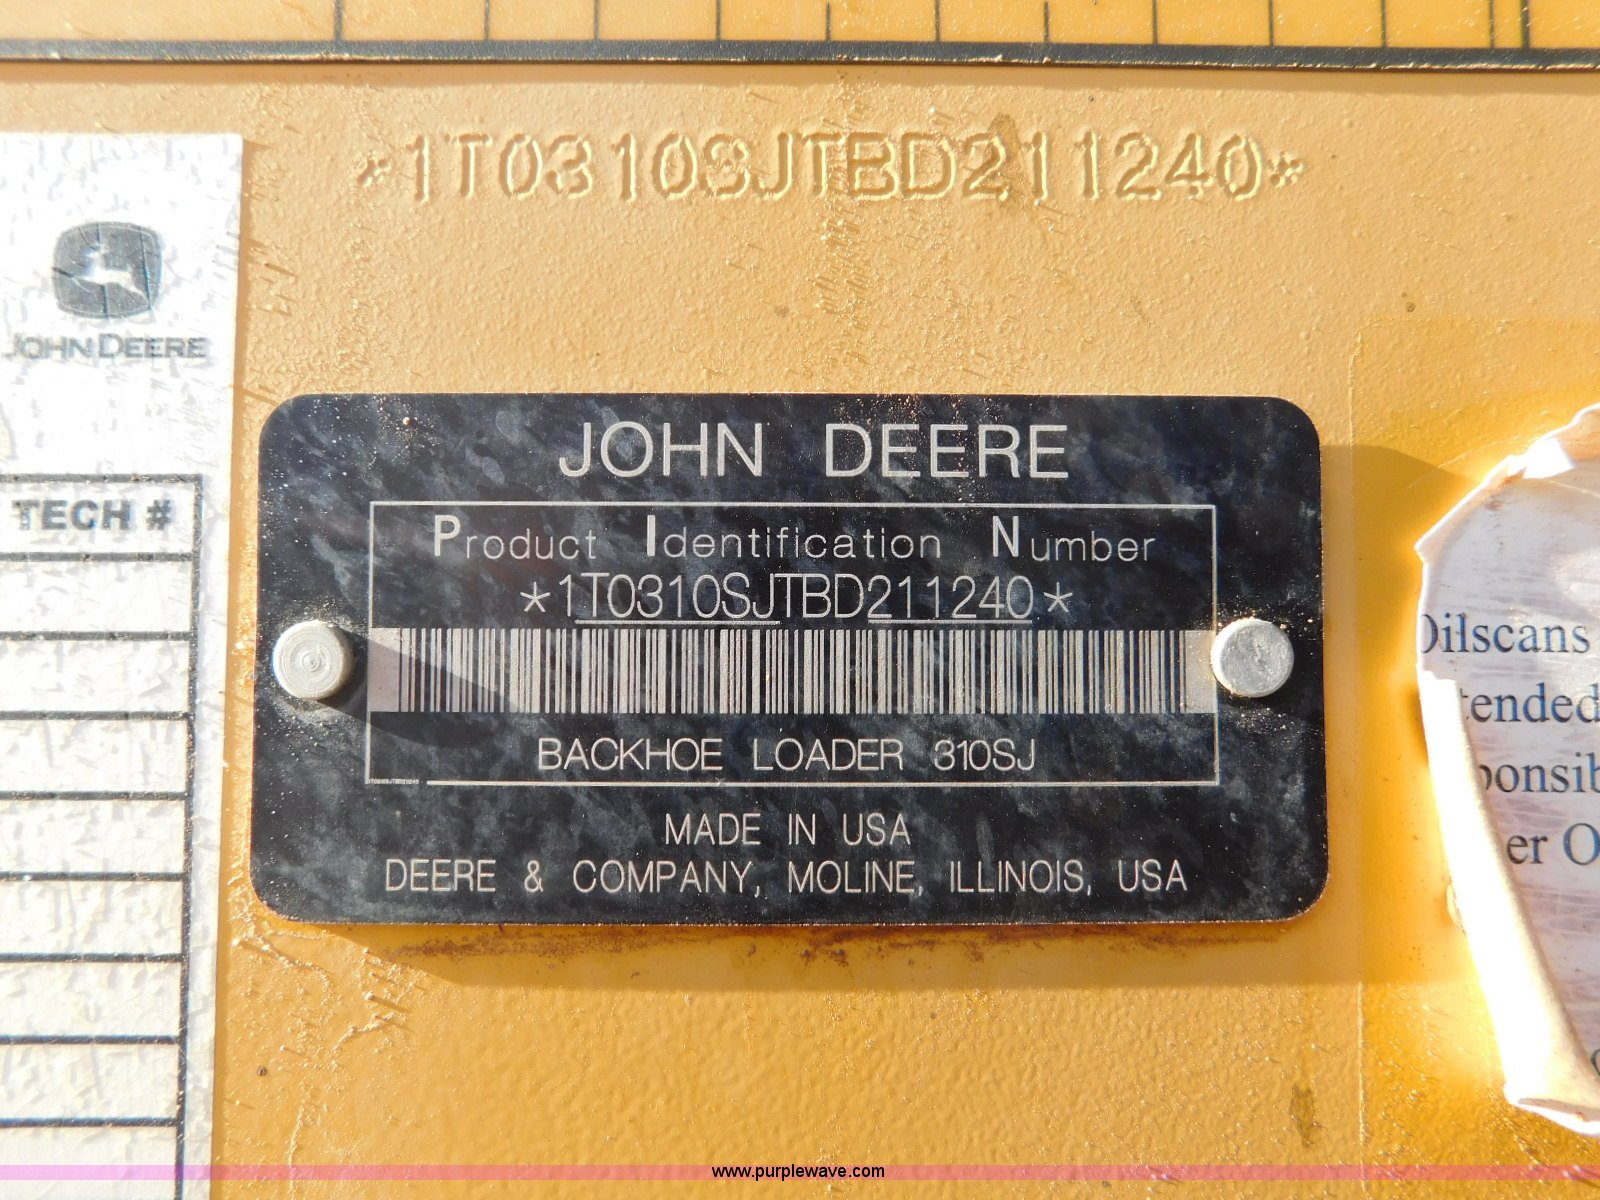 *1T0310SJTBD211240*
JOHN DEERE
TECH #
JOHN DEERE
Product Identification Number
*1T0310SJTBD211240*
BACKHOE LOADER 310SJ
MADE IN USA
DEERE & COMPANY, MOLINE, ILLINOIS, USA
Oilscans
tended
ponsib
er O
www.purplewave.com